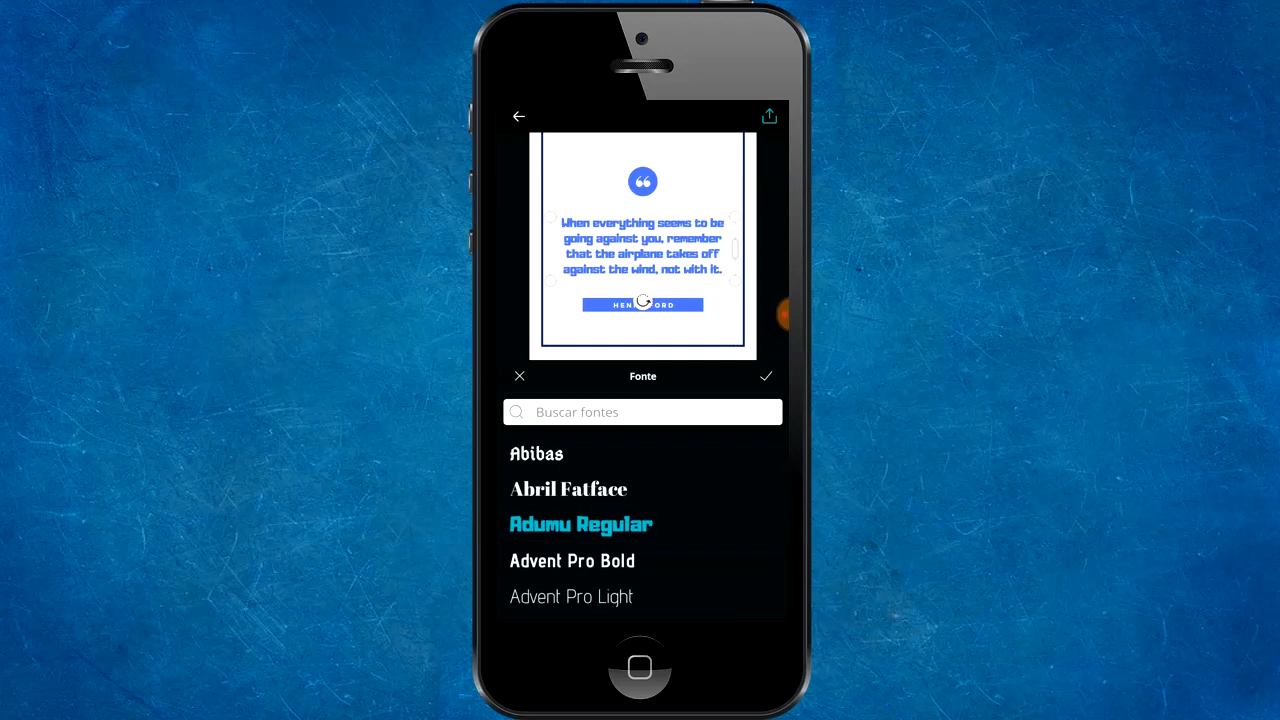 ❝
When everything seems to be
going against you, remember
that the airplane takes off
against the wind, not with it.
Fonte
Buscar fontes
Abibas
Abril Fatface
Adumu Regular
Advent Pro Bold
Advent Pro Light